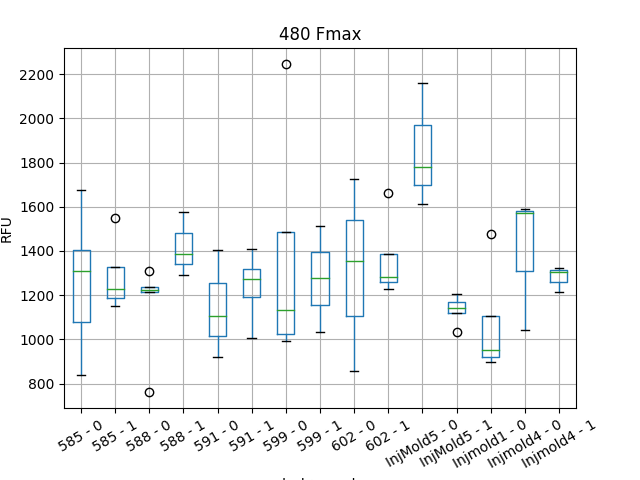 480 Fmax
RFU
2200
2000
1800
1600
1400
1200
1000
800
585 - 0
585 - 1
588 - 0
588 - 1
591 - 0
591 - 1
599 - 0
599 - 1
602 - 0
602 - 1
InjMold5 - 0
InjMold5 - 1
Injmold1 - 0
Injmold4 - 0
Injmold4 - 1